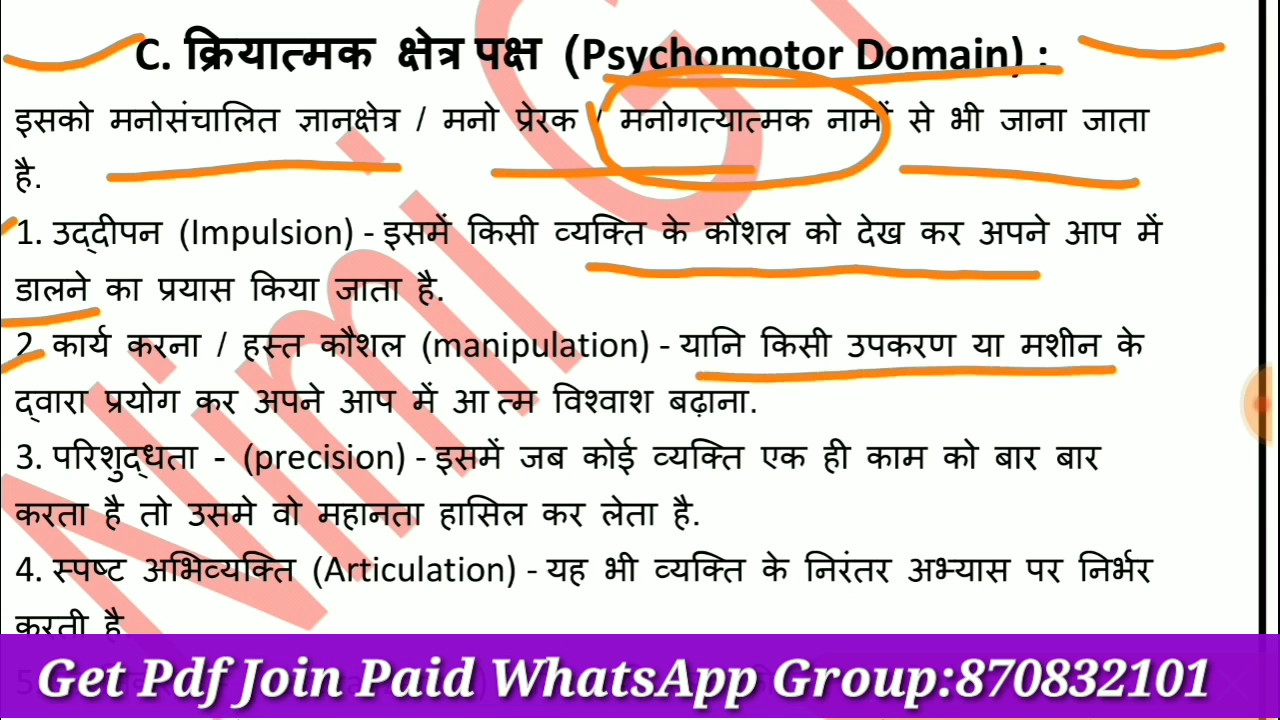 C. क्रियात्मक क्षेत्र पक्ष (Psychomotor Domain) :
इसको मनोसंचालित ज्ञानक्षेत्र / मनो प्रेरक / मनोगत्यात्मक नामों से भी जाना जाता
है.
1. उद्दीपन (Impulsion) - इसमें किसी व्यक्ति के कौशल को देख कर अपने आप में
डालने का प्रयास किया जाता है.
2. कार्य करना / हस्त कौशल (manipulation) - यानि किसी उपकरण या मशीन के
द्वारा प्रयोग कर अपने आप में आ त्म विश्वाश बढ़ाना.
3. परिशुद्धता - (precision) - इसमें जब कोई व्यक्ति एक ही काम को बार बार
करता है तो उसमे वो महानता हासिल कर लेता है.
4. स्पष्ट अभिव्यक्ति (Articulation) - यह भी व्यक्ति के निरंतर अभ्यास पर निर्भर
करती है
Get Pdf Join Paid WhatsApp Group:870832101